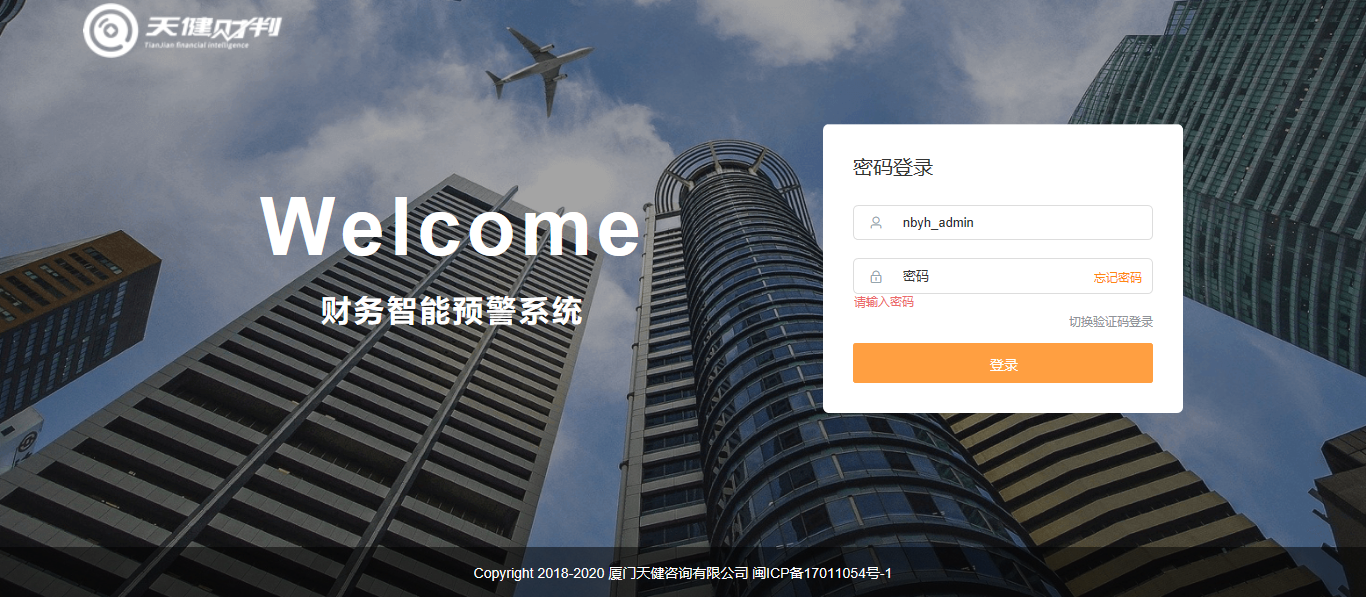 天健财判
TianJian financial intelligence
Welcome
财务智能预警系统
密码登录
nbyh_admin
密码
忘记密码
请输入密码
切换验证码登录
登录
Copyright 2018-2020 厦门天健咨询有限公司 闽ICP备17011054号-1